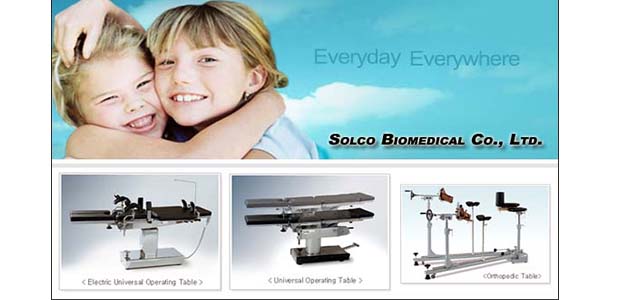 Everyday Everywhere
Solco Biomedical Co., Ltd.
< Electric Universal Operating Table >
< Universal Operating Table >
<Orthopedic Table>